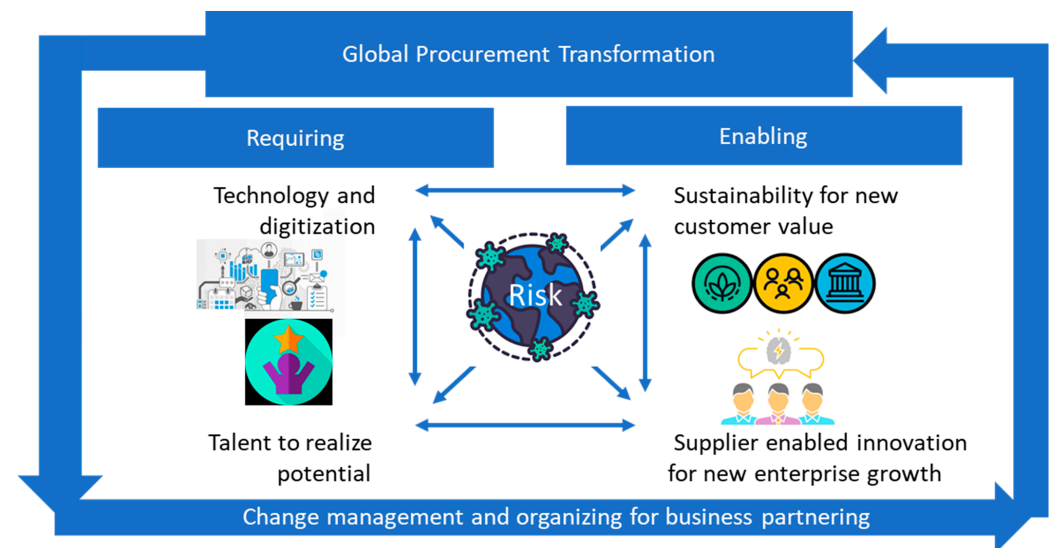 Global Procurement Transformation
Requiring
Enabling
Technology and
digitization
Sustainability for new
customer value
Risk
Talent to realize
potential
Supplier enabled innovation
for new enterprise growth
Change management and organizing for business partnering